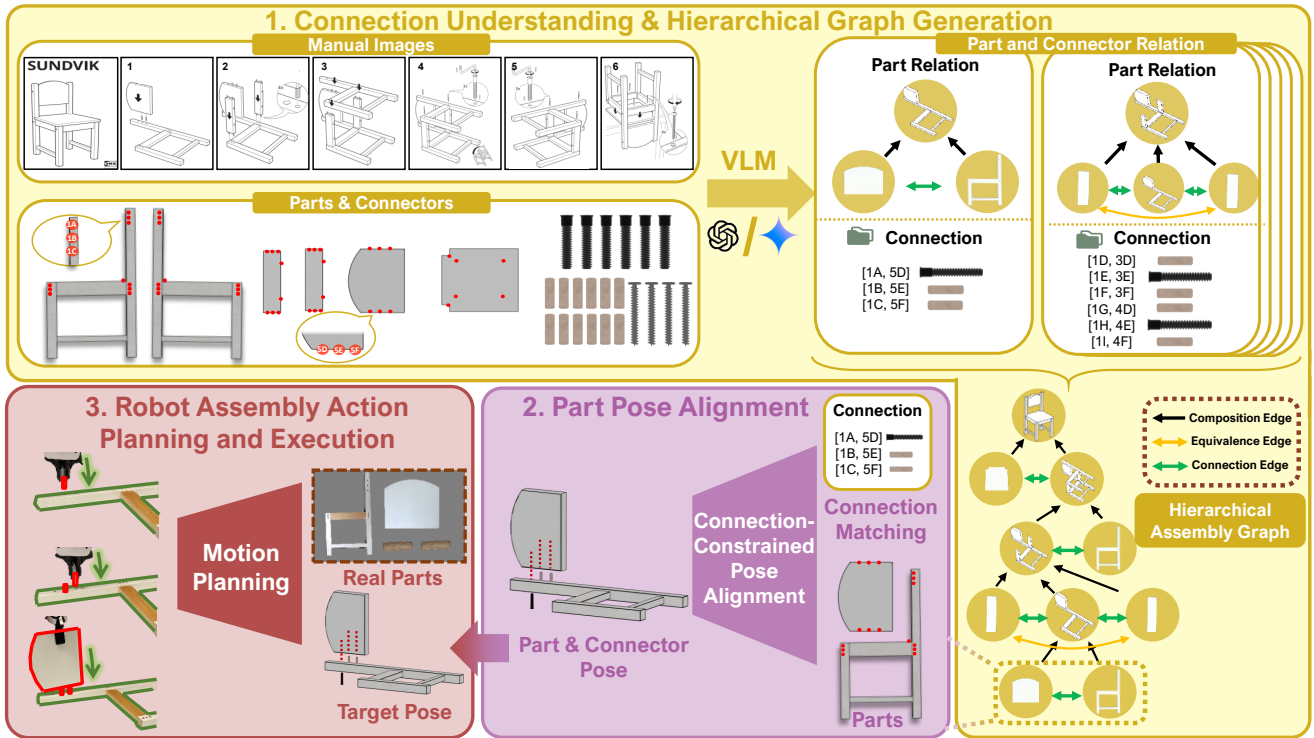 1. Connection Understanding & Hierarchical Graph Generation
Manual Images
SUNDVIK
1
2
3
4
5
6
Parts & Connectors
1A
1B
1C
5D
5E
5F
VLM
Part and Connector Relation
Part Relation
Connection
[1A, 5D]
[1B, 5E]
[1C, 5F]
Part Relation
Connection
[1D, 3D]
[1E, 3E]
[1F, 3F]
[1G, 4D]
[1H, 4E]
[1I, 4F]
3. Robot Assembly Action
Planning and Execution
Motion
Planning
Real Parts
Target Pose
2. Part Pose Alignment
Part & Connector
Pose
Connection-
Constrained
Pose
Alignment
Connection
[1A, 5D]
[1B, 5E]
[1C, 5F]
Connection
Matching
Parts
Composition Edge
Equivalence Edge
Connection Edge
Hierarchical
Assembly Graph